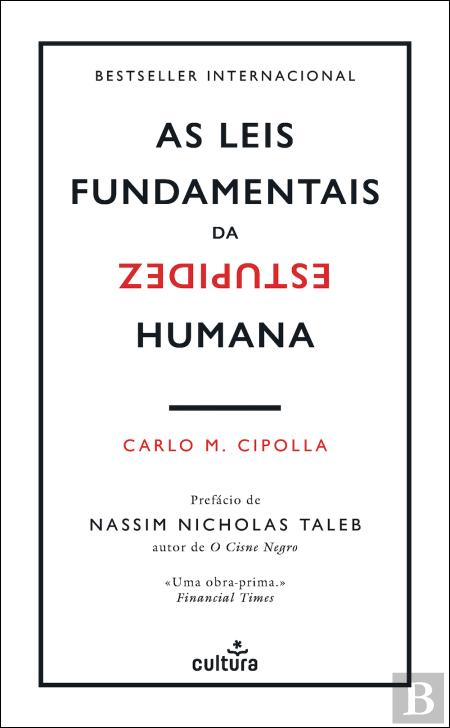 BESTSELLER INTERNACIONAL
AS LEIS
FUNDAMENTAIS
DA
ESTUPIDEZ
HUMANA
CARLO M. CIPOLLA
Prefácio de
NASSIM NICHOLAS TALEB
autor de O Cisne Negro
«Uma obra-prima.»
Financial Times
cultura
B